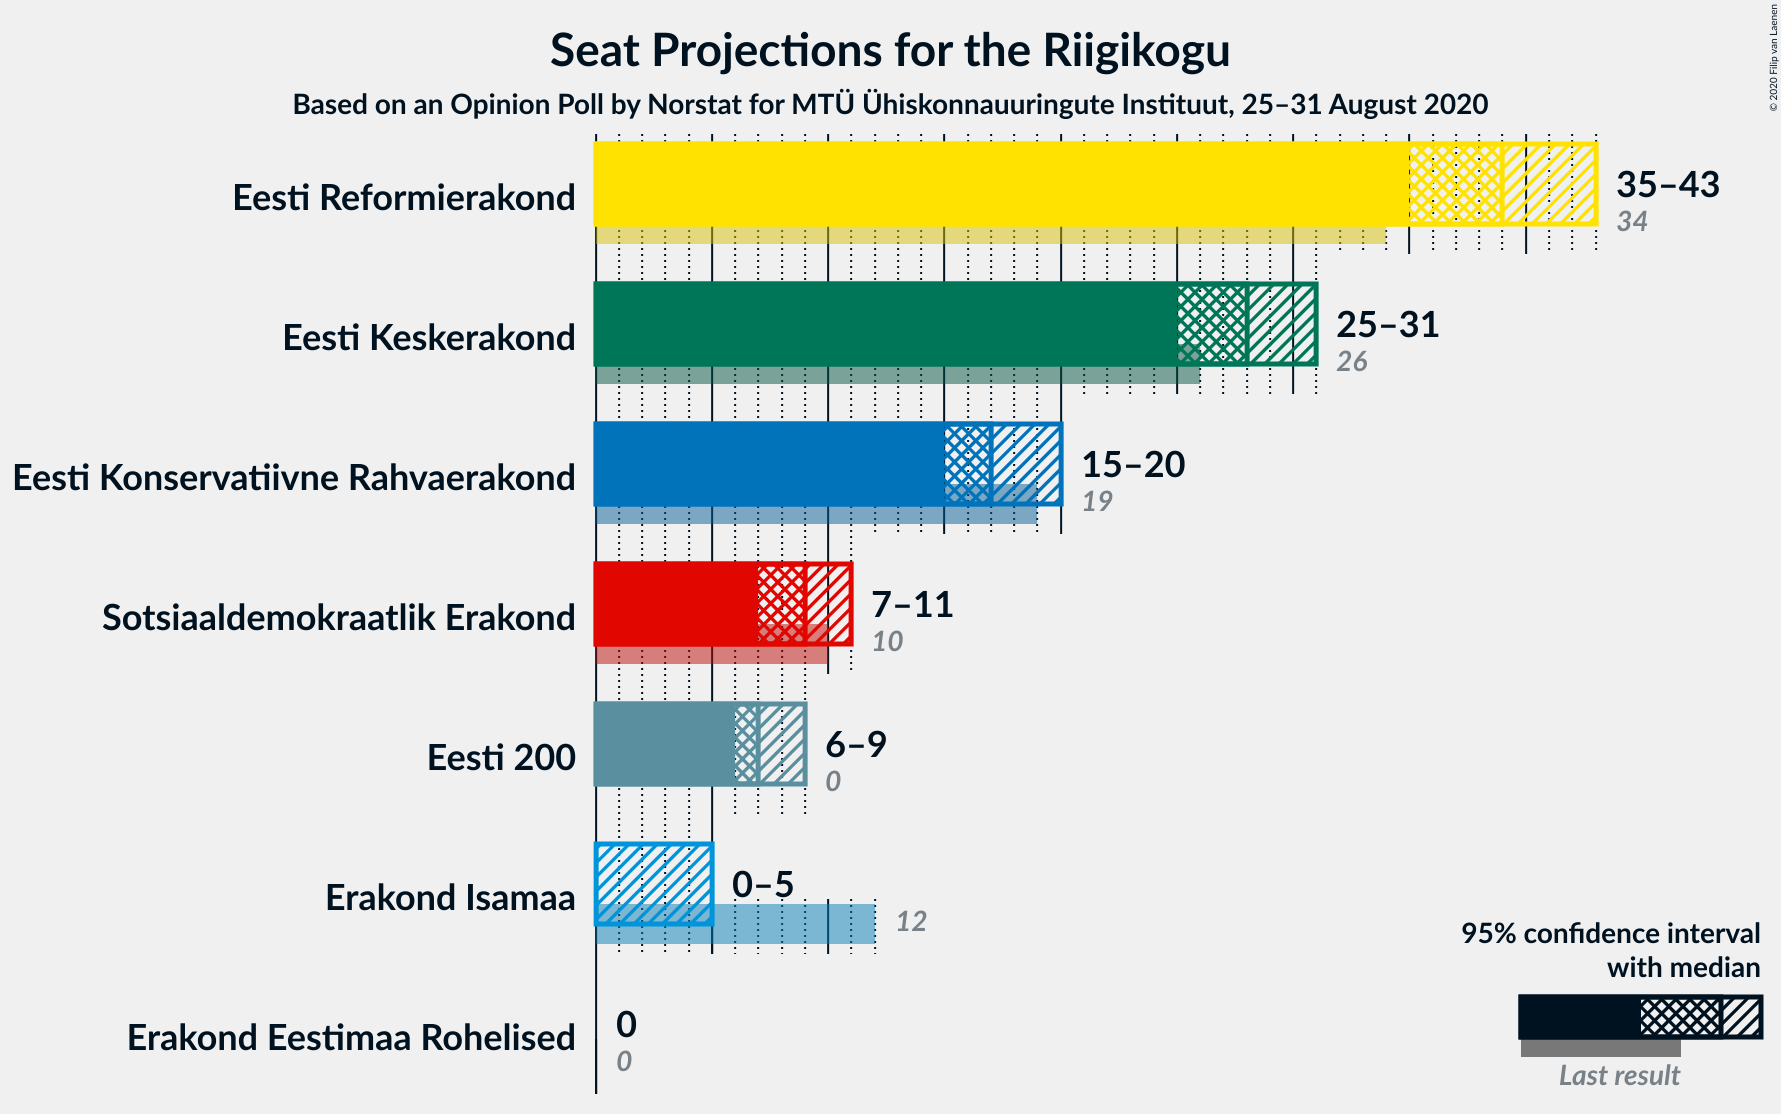 Seat Projections for the Riigikogu
Based on an Opinion Poll by Norstat for MTÜ Ühiskonnauuringute Instituut, 25–31 August 2020
© 2020 Filip van Laenen
Eesti Reformierakond
35–43
34
Eesti Keskerakond
25–31
26
Eesti Konservatiivne Rahvaerakond
15–20
19
Sotsiaaldemokraatlik Erakond
7–11
10
Eesti 200
6–9
0
Erakond Isamaa
0–5
12
Erakond Eestimaa Rohelised
0
0
95% confidence interval
with median
Last result